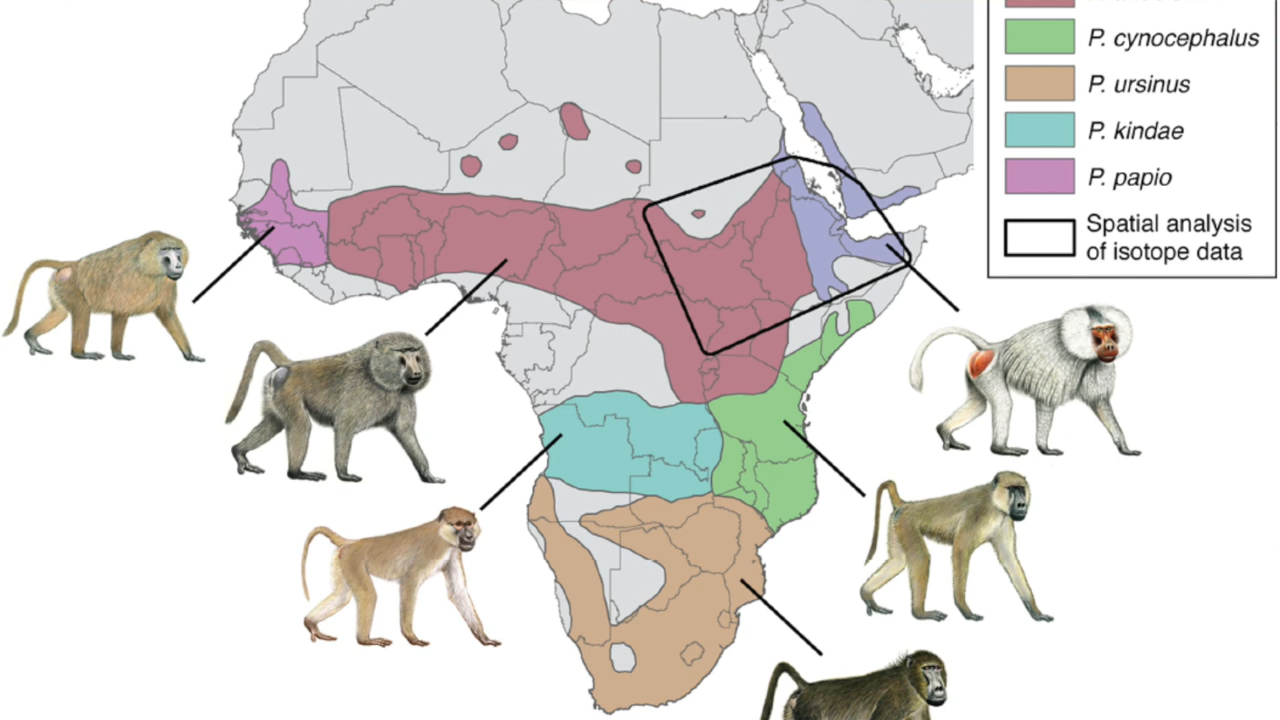 P. cynocephalus
P. ursinus
P. kindae
P. papio
Spatial analysis
of isotope data